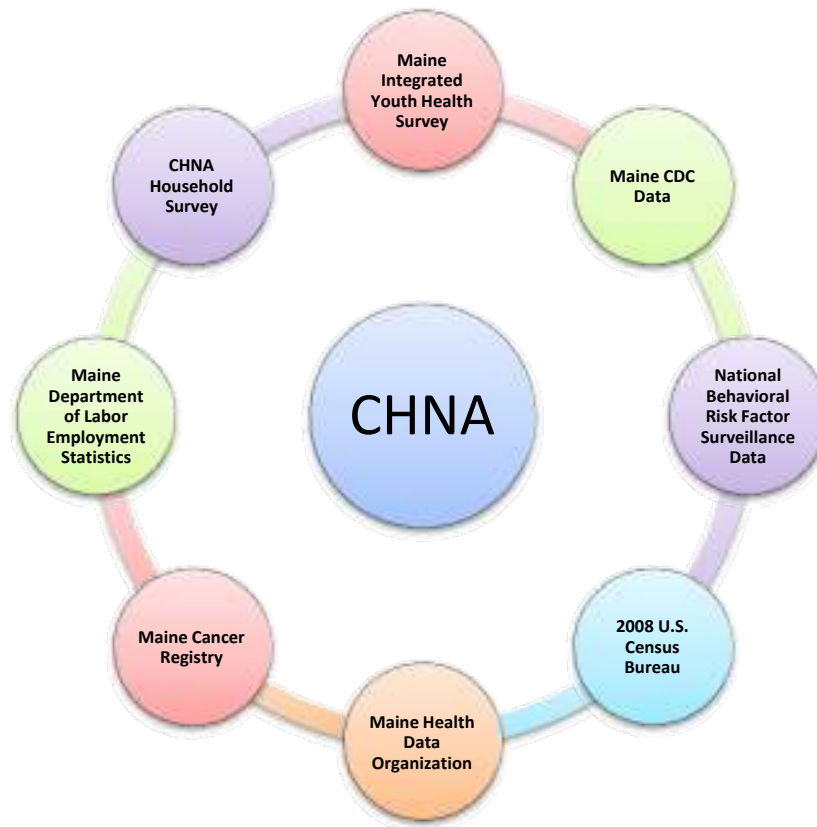 Maine
Integrated
Youth Health
Survey
Maine CDC
Data
National
Behavioral
Risk Factor
Surveillance
Data
2008 U.S.
Census
Bureau
Maine Health
Data
Organization
Maine Cancer
Registry
Maine
Department
of Labor
Employment
Statistics
CHNA
Household
Survey
CHNA